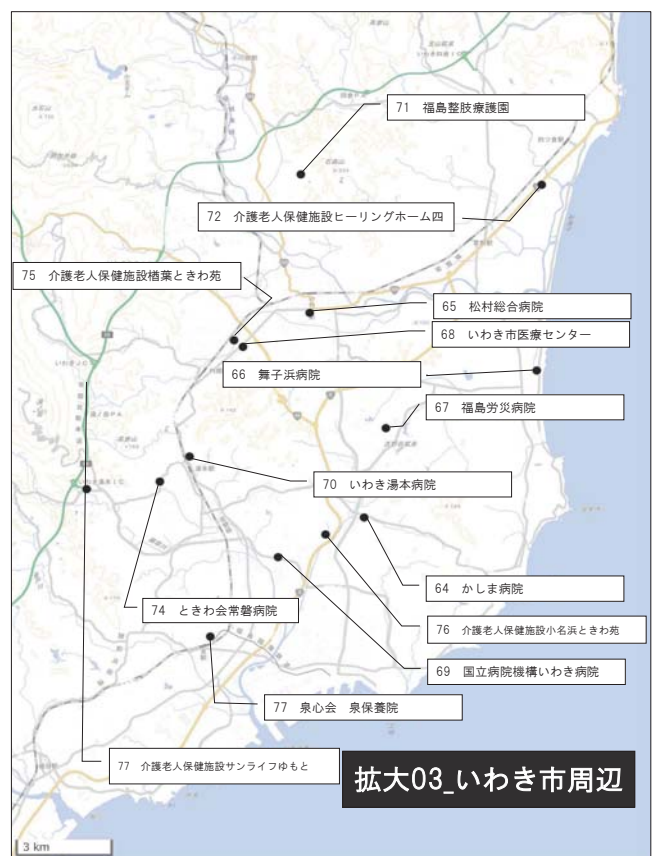 71 福島整肢療護園
72 介護老人保健施設ヒーリングホーム四
75 介護老人保健施設楢葉ときわ苑
65 松村総合病院
68 いわき市医療センター
66 舞子浜病院
67 福島労災病院
70 いわき湯本病院
64 かしま病院
74 ときわ会常磐病院
76 介護老人保健施設小名浜ときわ苑
69 国立病院機構いわき病院
77 泉心会 泉保養院
77 介護老人保健施設サンライフゆもと
拡大03_いわき市周辺
3 km